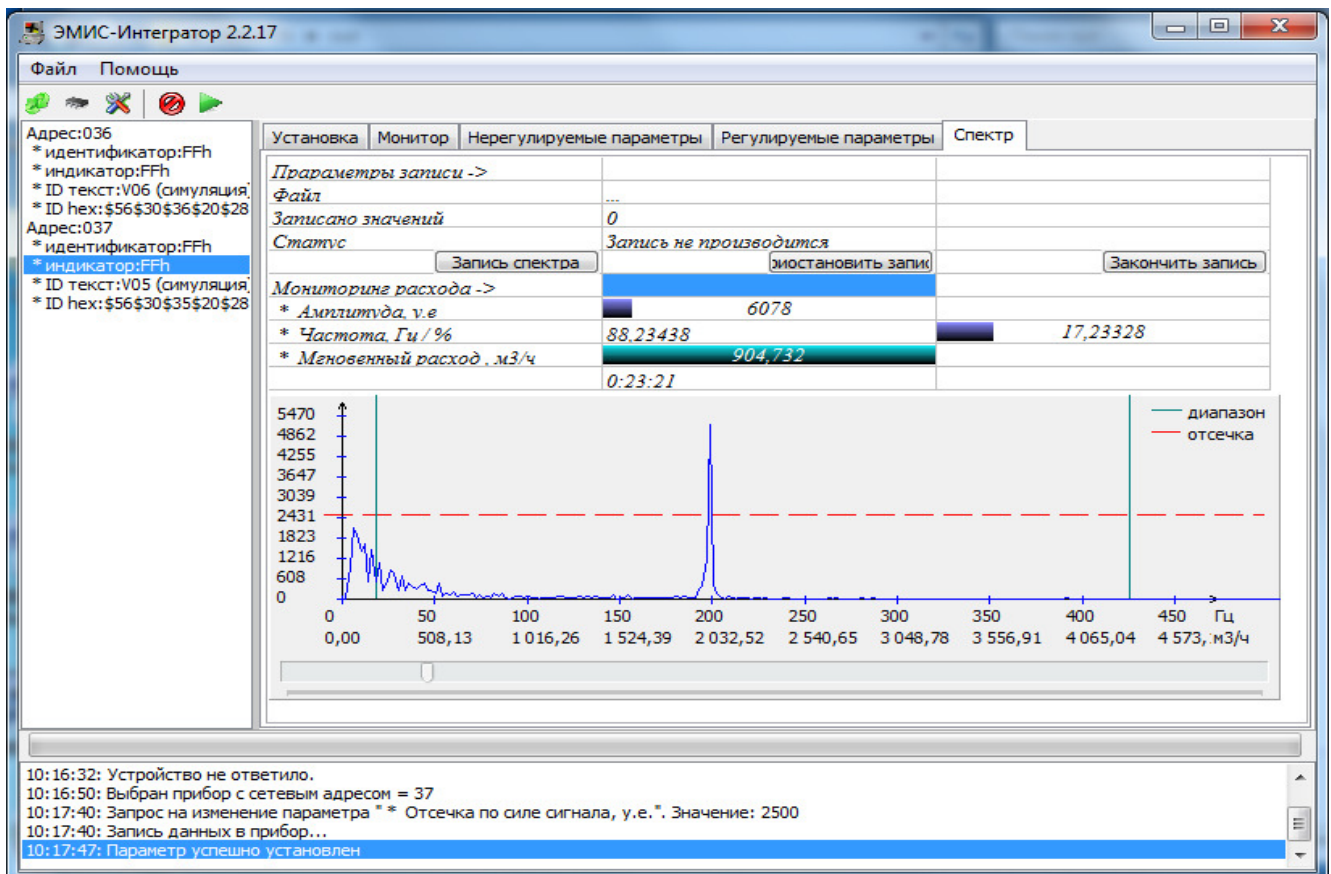 ЭМИС-Интегратор 2.2.17
Файл Помощь
Адрес:036
* идентификатор:FFh
* индикатор:FFh
* ID текст:V06 (симуляция)
* ID hex:$56$30$36$20$28
Адрес:037
* идентификатор:FFh
* индикатор:FFh
* ID текст:V05 (симуляция)
* ID hex:$56$30$35$20$28
Установка Монитор Нерегулируемые параметры Регулируемые параметры Спектр
Прараметры записи ->
Файл ...
Записано значений 0
Статус Запись не производится
Запись спектра риостановить запис Закончить запись
Мониторинг расхода ->
* Амплитуда, у.е 6078
* Частота, Гц / % 88,23438 17,23328
* Мгновенный расход , м3/ч 904,732
0:23:21
диапазон
отсечка
5470
4862
4255
3647
3039
2431
1823
1216
608
0
0 50 100 150 200 250 300 350 400 450 Гц
0,00 508,13 1 016,26 1 524,39 2 032,52 2 540,65 3 048,78 3 556,91 4 065,04 4 573, м3/ч
10:16:32: Устройство не ответило.
10:16:50: Выбран прибор с сетевым адресом = 37
10:17:40: Запрос на изменение параметра " * Отсечка по силе сигнала, у.е.". Значение: 2500
10:17:40: Запись данных в прибор...
10:17:47: Параметр успешно установлен